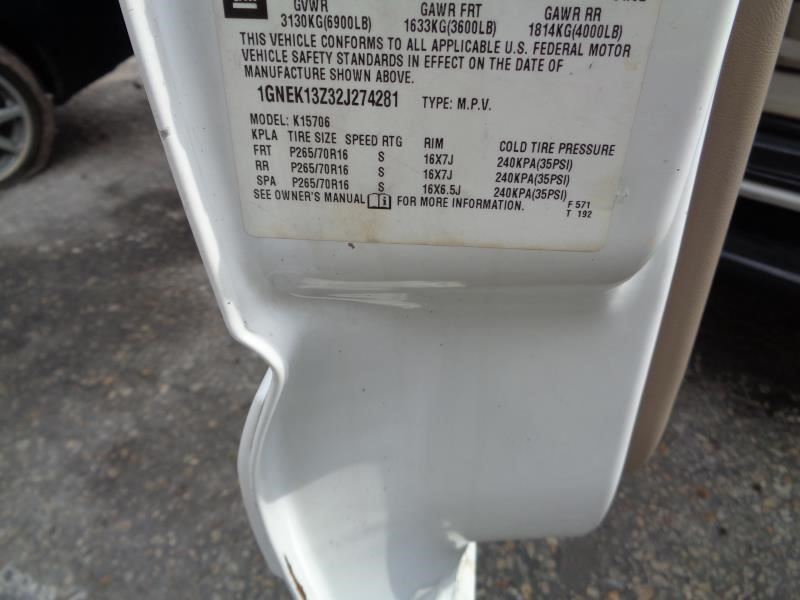 GVWR GAWR FRT GAWR RR
3130KG(6900LB) 1633KG(3600LB) 1814KG(4000LB)
THIS VEHICLE CONFORMS TO ALL APPLICABLE U.S. FEDERAL MOTOR
VEHICLE SAFETY STANDARDS IN EFFECT ON THE DATE OF
MANUFACTURE SHOWN ABOVE.
1GNEK13Z32J274281 TYPE: M.P.V.
MODEL: K15706
KPLA TIRE SIZE SPEED RTG RIM COLD TIRE PRESSURE
FRT P265/70R16 S 16X7J 240KPA(35PSI)
RR P265/70R16 S 16X7J 240KPA(35PSI)
SPA P265/70R16 S 16X6.5J 240KPA(35PSI)
SEE OWNER'S MANUAL FOR MORE INFORMATION.
F 571
T 192